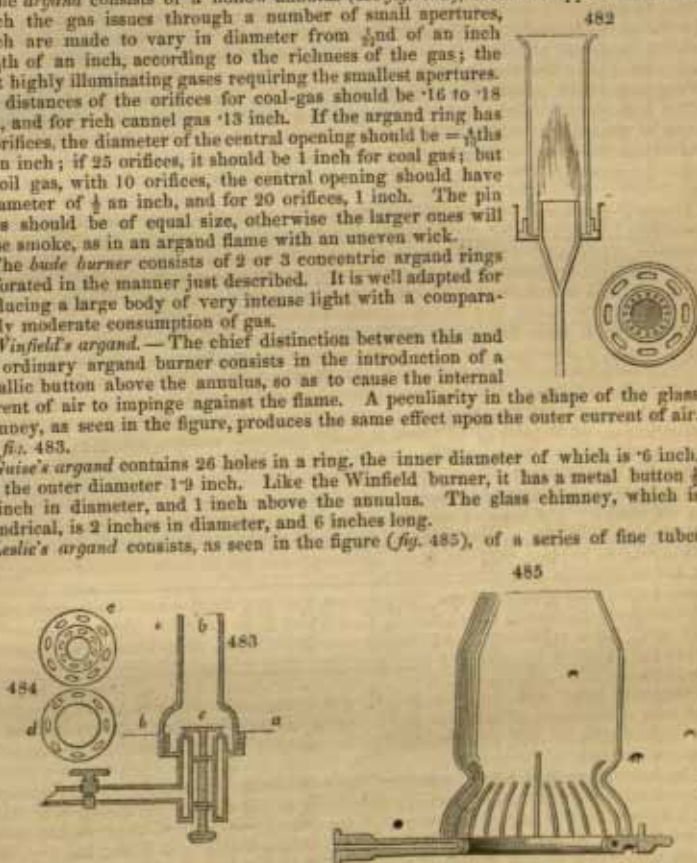 argand consists of a hollow annulus
the gas issues through a number of small apertures,
are made to vary in diameter from nd of an inch
th of an inch, according to the richness of the gas; the
highly illuminating gases requiring the smallest apertures.
distances of the orifices for coal-gas should be ·16 to ·18
and for rich cannel gas ·13 inch. If the argand ring has
rifices, the diameter of the central opening should be = ths
n inch; if 25 orifices, it should be 1 inch for coal gas; but
oil gas, with 10 orifices, the central opening should have
ameter of ½ an inch, and for 20 orifices, 1 inch. The pin
s should be of equal size, otherwise the larger ones will
se smoke, as in an argand flame with an uneven wick.
he bude burner consists of 2 or 3 concentric argand rings
forated in the manner just described. It is well adapted for
ducing a large body of very intense light with a compara-
ly moderate consumption of gas.
Winfield's argand.—The chief distinction between this and
ordinary argand burner consists in the introduction of a
allic button above the annulus, so as to cause the internal
rent of air to impinge against the flame. A peculiarity in the shape of the glass
mney, as seen in the figure, produces the same effect upon the outer current of air.
fig. 483.
uise's argand contains 26 holes in a ring, the inner diameter of which is ·6 inch,
the outer diameter 1·9 inch. Like the Winfield burner, it has a metal button
inch in diameter, and 1 inch above the annulus. The glass chimney, which i
ndrical, is 2 inches in diameter, and 6 inches long.
eslie's argand consists, as seen in the figure (fig. 485), of a series of fine tubes
482
485
e
484
d
b
483
b
c
a